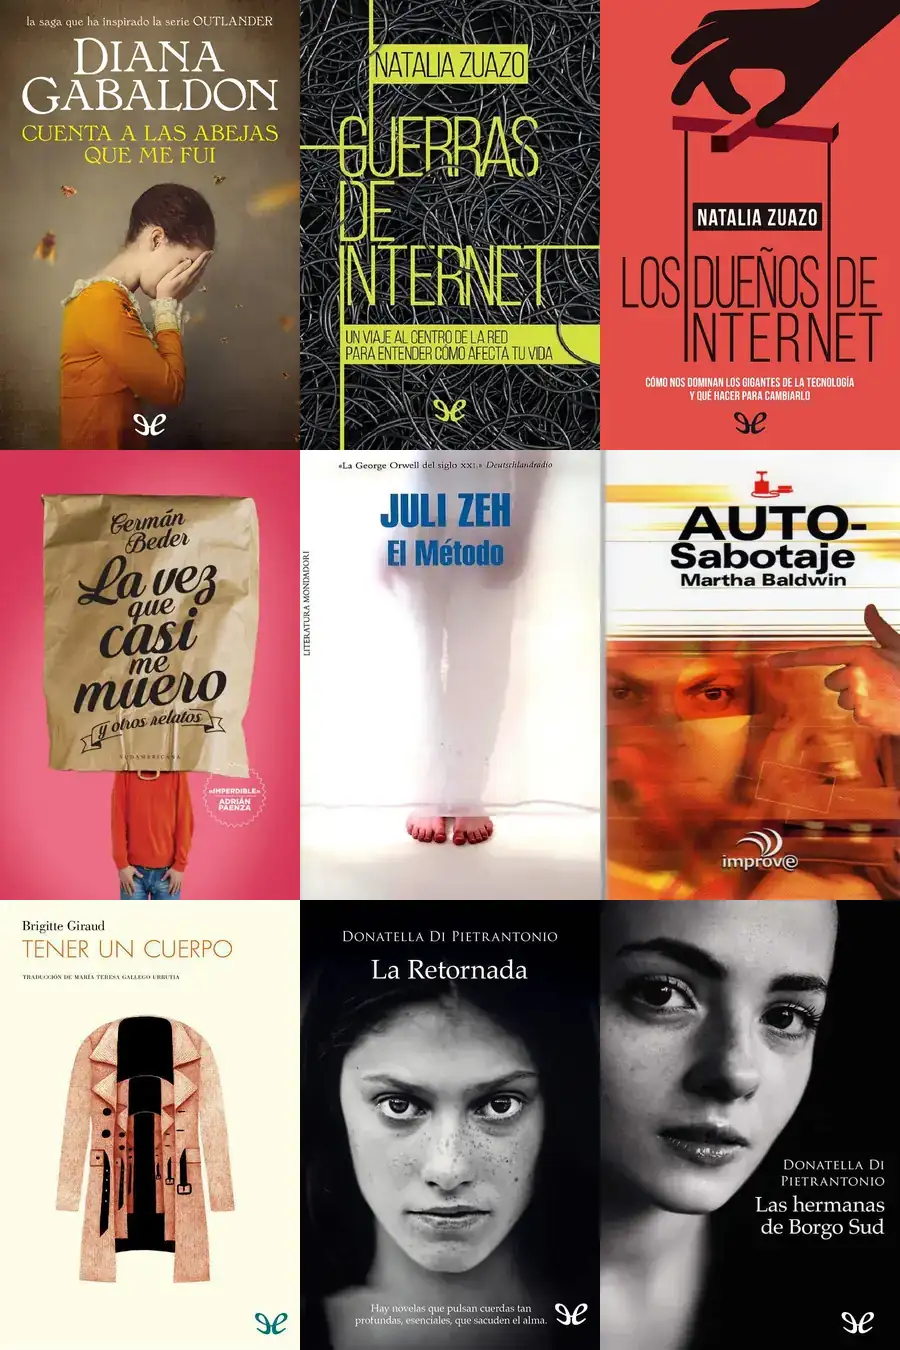 la saga que ha inspirado la serie OUTLANDER
DIANA
GABALDON
CUENTA A LAS ABEJAS
QUE ME FUI
NATALIA ZUAZO
GUERRAS
DE
INTERNET
UN VIAJE AL CENTRO DE LA RED
PARA ENTENDER CÓMO AFECTA TU VIDA
NATALIA ZUAZO
LOS DUEÑOS DE
INTERNET
CÓMO NOS DOMINAN LOS GIGANTES DE LA TECNOLOGÍA
Y QUÉ HACER PARA CAMBIARLO
Germán
Beder
La vez
que
casi
me
muero
y otros relatos
SUDAMERICANA
«IMPERDIBLE»
ADRIÁN
PAENZA
«La George Orwell del siglo XXI.» Deutschlandradio
JULI ZEH
El Método
LITERATURA MONDADORI
AUTO-
Sabotaje
Martha Baldwin
improve
Brigitte Giraud
TENER UN CUERPO
TRADUCCIÓN DE MARÍA TERESA GALLEGO URRUTIA
DONATELLA DI PIETRANTONIO
La Retornada
Hay novelas que pulsan cuerdas tan
profundas, esenciales, que sacuden el alma.
DONATELLA DI
PIETRANTONIO
Las hermanas
de Borgo Sud